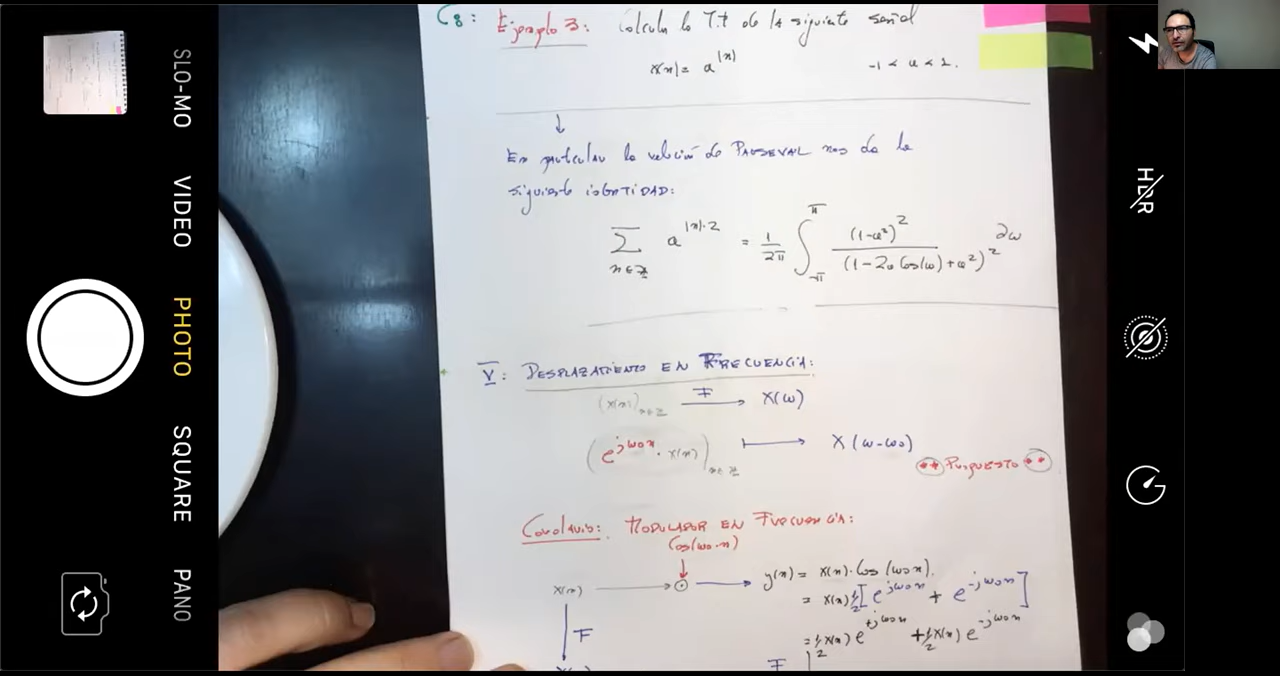 SLO-MO
VIDEO
PHOTO
SQUARE
PANO
HDR
C8: Ejemplo 3: Calcula la T.F de la siguiente señal
x(n) = a^{|n|} -1 < a < 1.
En particular la relación de PARSEVAL nos da la
siguiente identidad:
∑_{n∈ℤ} a^{|n|·2} = 1/2π ∫_{-π}^{π} (1-a²)² / (1-2a Cos(ω)+a²)² ∂ω
V: DESPLAZAMIENTO EN FRECUENCIA:
(x(n))_{n∈ℤ} F→ X(ω)
(e^{jω₀n} · x(n))_{n∈ℤ} ↦ X(ω-ω₀)
** Propuesto **
Corolario: MODULADOR EN FRECUENCIA:
Cos(ω₀·n)
x(n) → ⊙ → y(n) = x(n)·Cos(ω₀n).
= x(n) ½ [e^{jω₀n} + e^{-jω₀n}]
= ½ x(n) e^{+jω₀n} + ½ x(n) e^{-jω₀n}
F
F